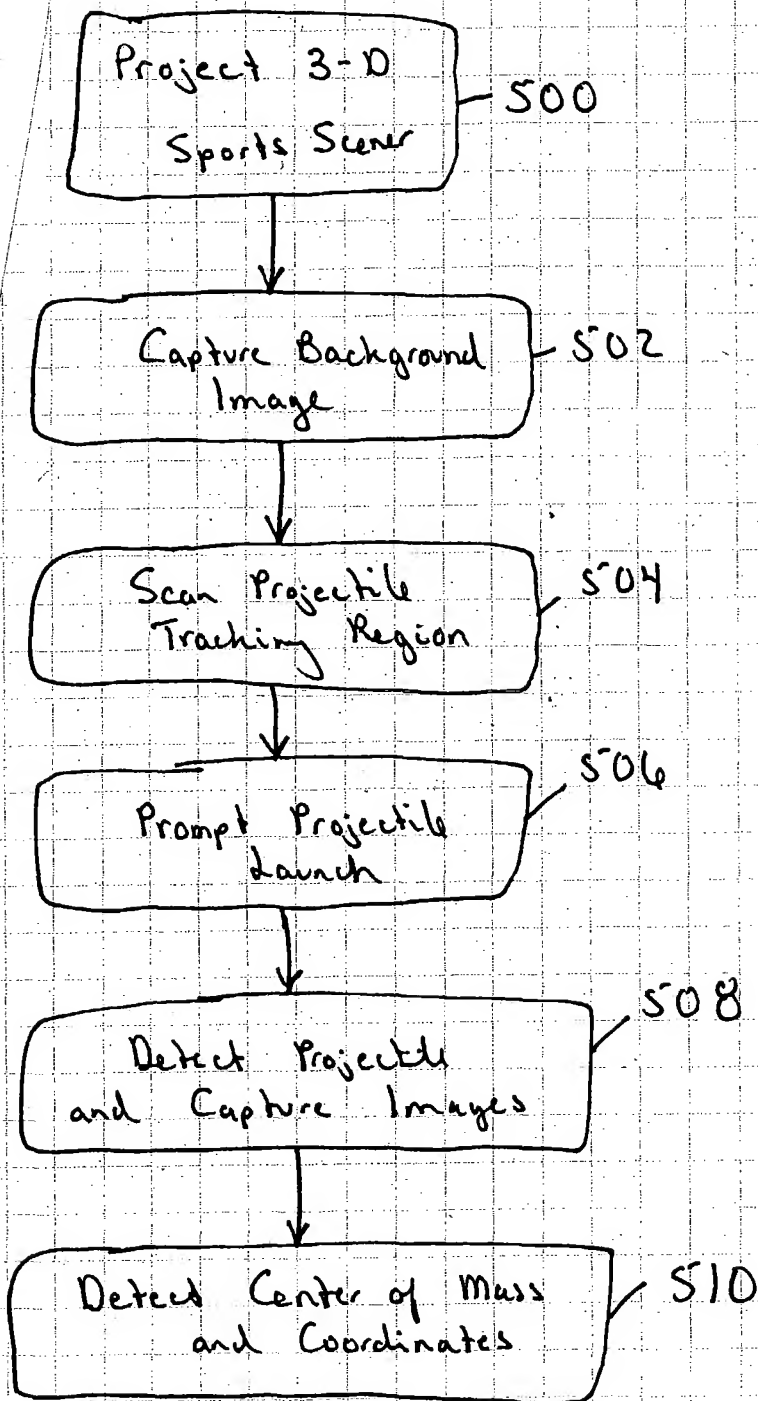 Project 3-D
500
Sports Scener
Capture Background
502
Image
Scan Projectile
504
Tracking Region
506
Prompt Projectile
Launch
508
Detect Projectile
and Capture Images
Detect Center of Mass
510
and Coordinates